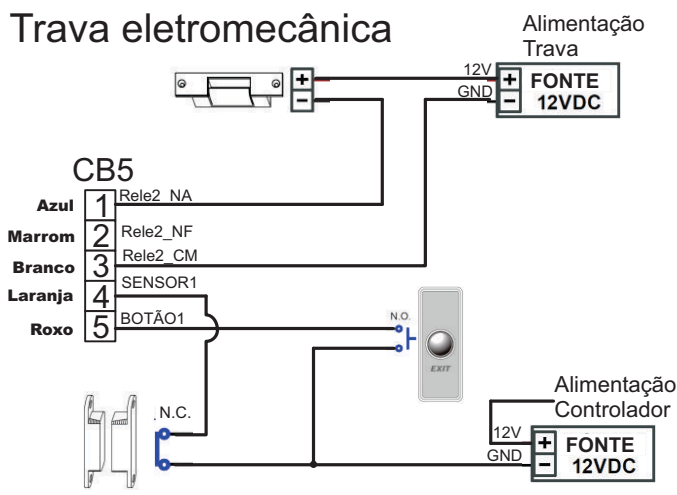 Trava eletromecânica
Alimentação
Trava
12V
+
+
FONTE
12VDC
GND
-
-
CB5
Azul 1 Rele2_NA
Marrom 2 Rele2_NF
Branco 3 Rele2_CM
Laranja 4 SENSOR1
Roxo 5 BOTÃO1
N.O.
EXIT
N.C.
Alimentação
Controlador
12V
+
FONTE
12VDC
GND
-